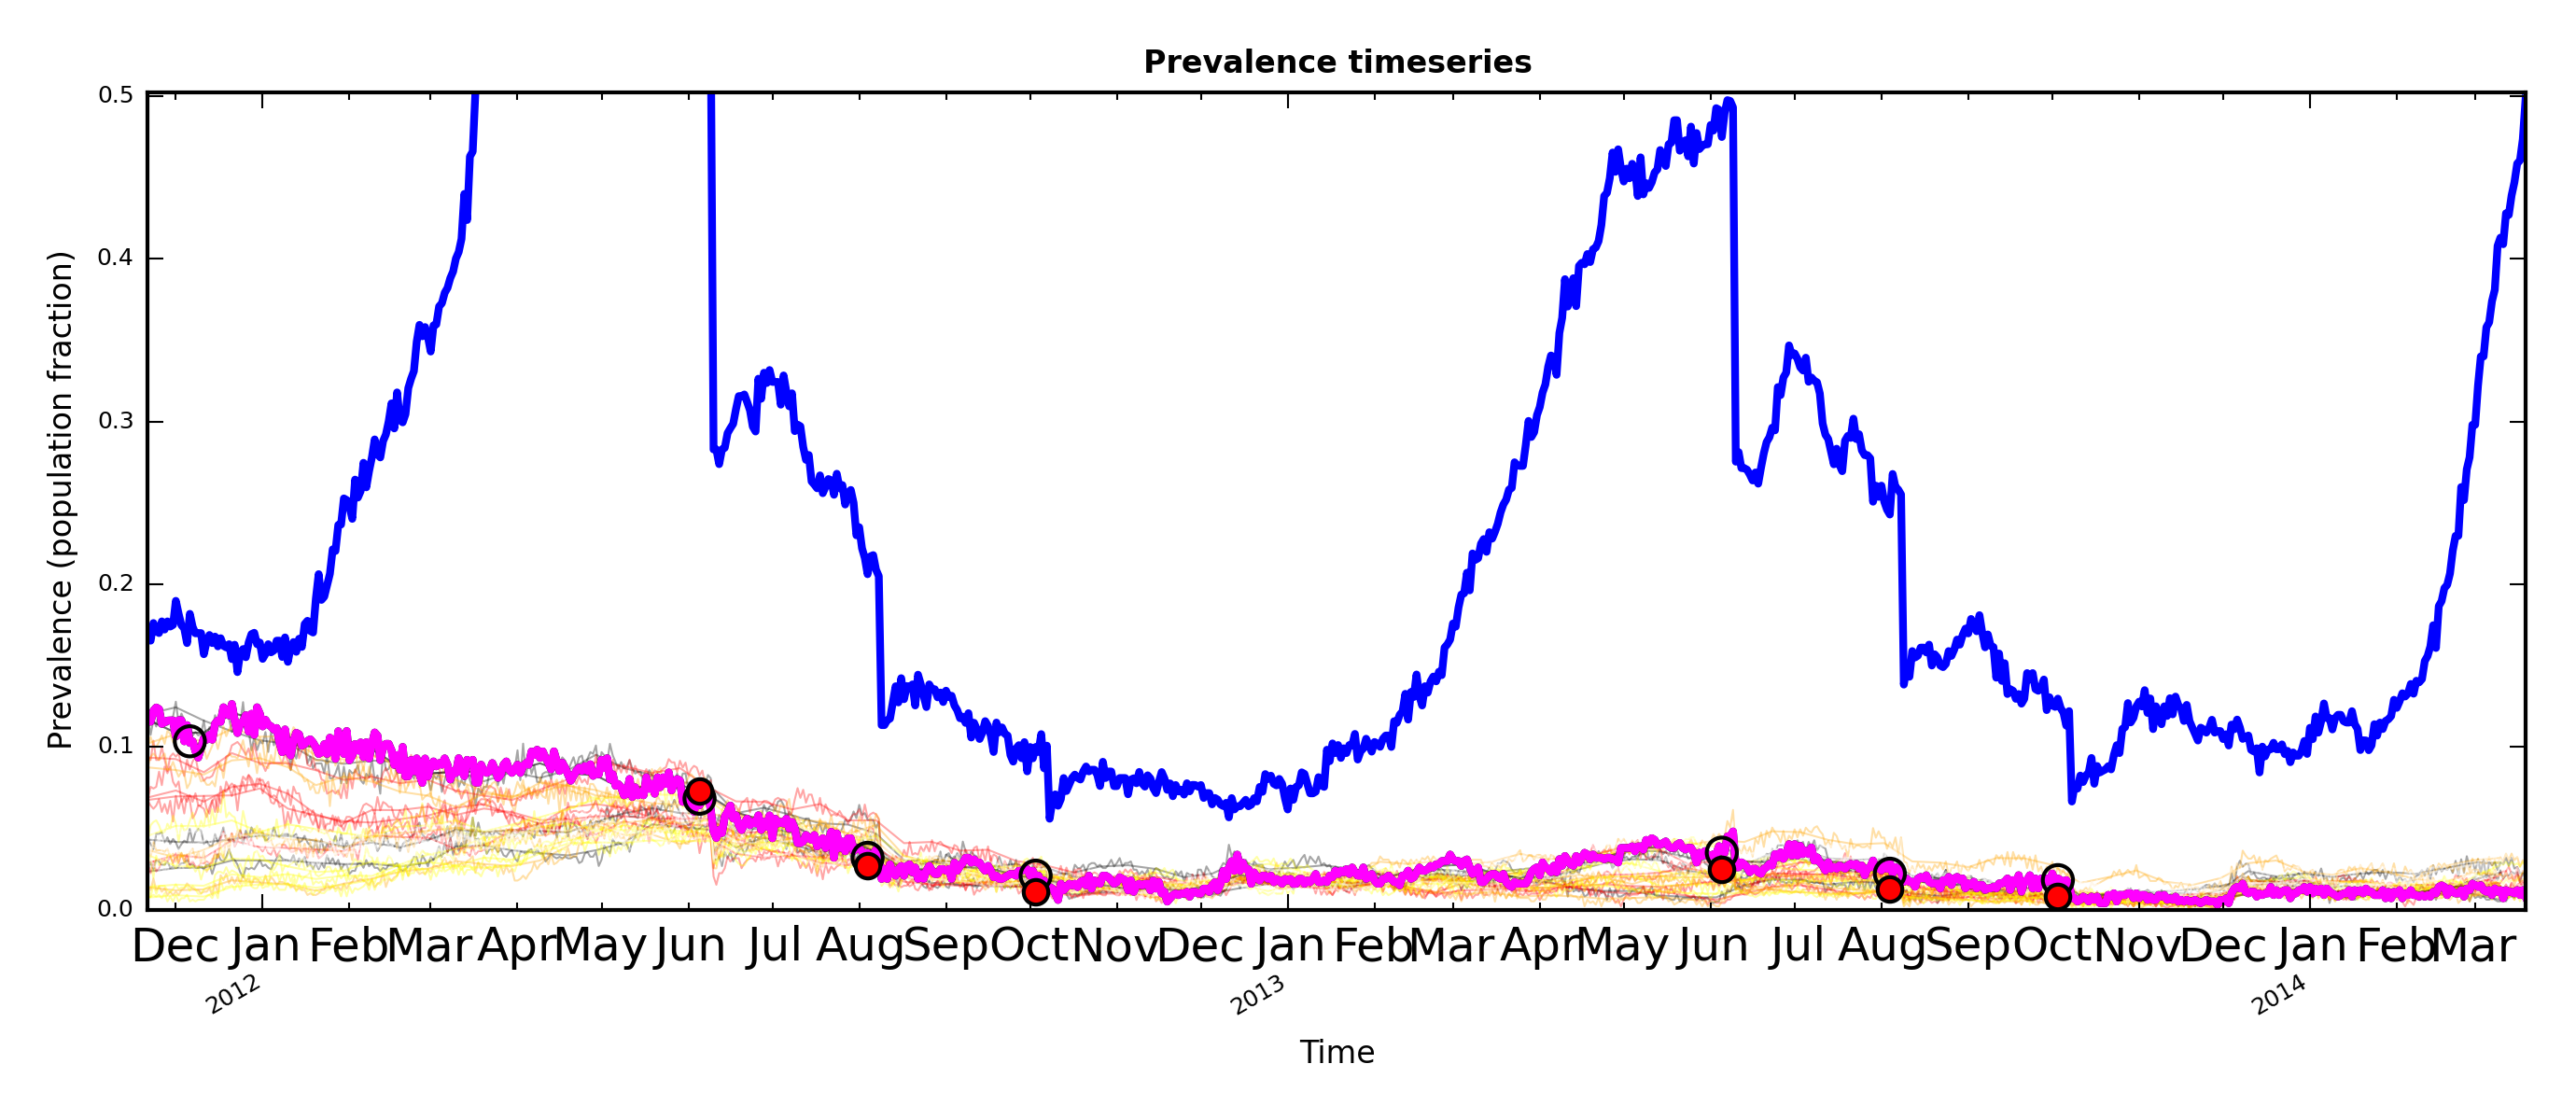 Prevalence timeseries
Prevalence (population fraction)
0.5
0.4
0.3
0.2
0.1
0.0
Dec Jan Feb Mar Apr May Jun Jul Aug Sep Oct Nov Dec Jan Feb Mar Apr May Jun Jul Aug Sep Oct Nov Dec Jan Feb Mar
2012 2013 2014
Time